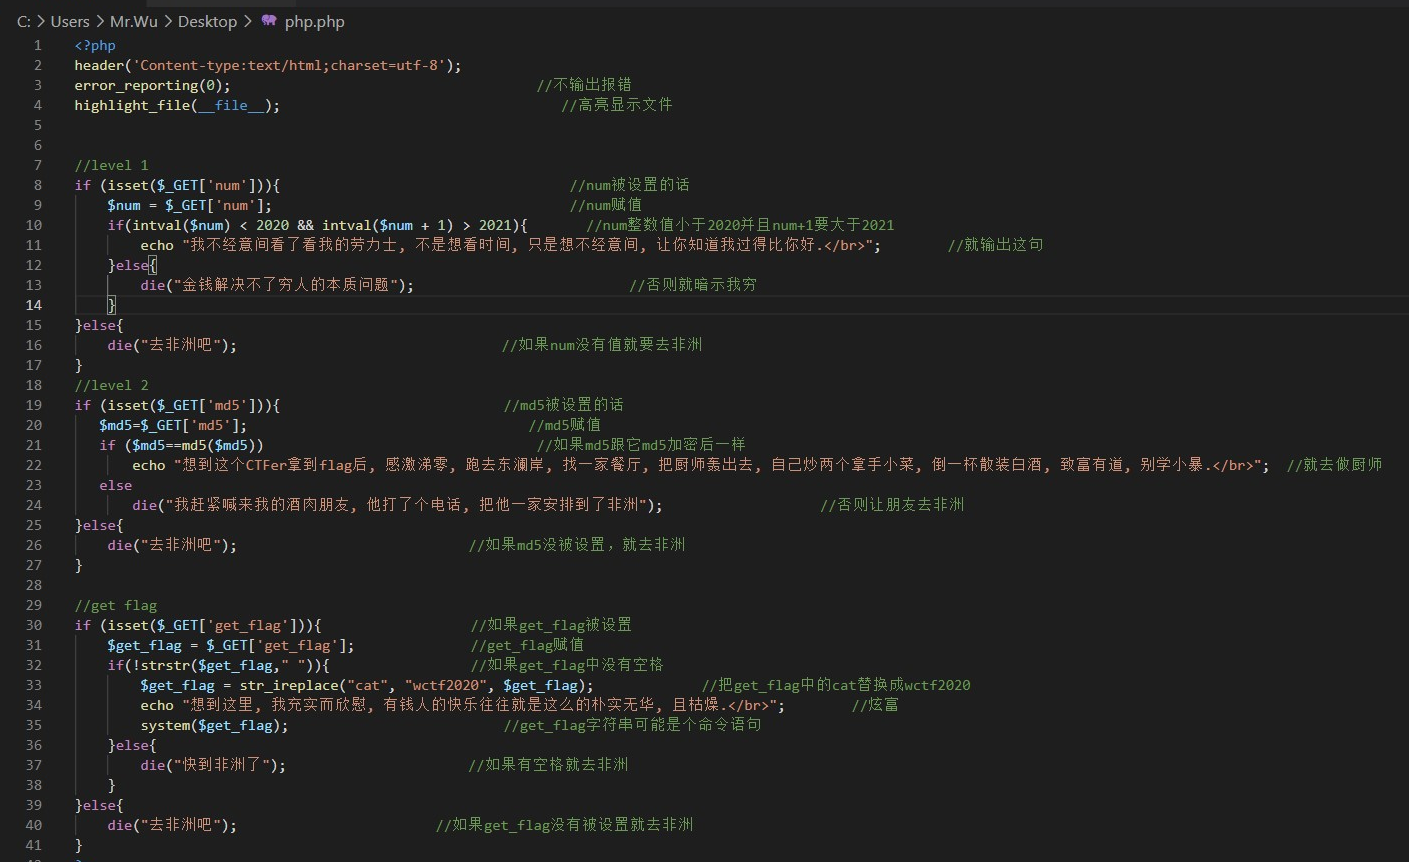 C: > Users > Mr.Wu > Desktop > php.php
1 <?php
2 header('Content-type:text/html;charset=utf-8');
3 error_reporting(0); //不输出报错
4 highlight_file(__file__); //高亮显示文件
5
6
7 //level 1
8 if (isset($_GET['num'])){ //num被设置的话
9 $num = $_GET['num']; //num赋值
10 if(intval($num) < 2020 && intval($num + 1) > 2021){ //num整数值小于2020并且num+1要大于2021
11 echo "我不经意间看了看我的劳力士, 不是想看时间, 只是想不经意间, 让你知道我过得比你好.</br>"; //就输出这句
12 }else{
13 die("金钱解决不了穷人的本质问题"); //否则就暗示我穷
14 }
15 }else{
16 die("去非洲吧"); //如果num没有值就要去非洲
17 }
18 //level 2
19 if (isset($_GET['md5'])){ //md5被设置的话
20 $md5=$_GET['md5']; //md5赋值
21 if ($md5==md5($md5)) //如果md5跟它md5加密后一样
22 echo "想到这个CTFer拿到flag后, 感激涕零, 跑去东澜岸, 找一家餐厅, 把厨师轰出去, 自己炒两个拿手小菜, 倒一杯散装白酒, 致富有道, 别学小暴.</br>"; //就去做厨师
23 else
24 die("我赶紧喊来我的酒肉朋友, 他打了个电话, 把他一家安排到了非洲"); //否则让朋友去非洲
25 }else{
26 die("去非洲吧"); //如果md5没被设置，就去非洲
27 }
28
29 //get flag
30 if (isset($_GET['get_flag'])){ //如果get_flag被设置
31 $get_flag = $_GET['get_flag']; //get_flag赋值
32 if(!strstr($get_flag," ")){ //如果get_flag中没有空格
33 $get_flag = str_ireplace("cat", "wctf2020", $get_flag); //把get_flag中的cat替换成wctf2020
34 echo "想到这里, 我充实而欣慰, 有钱人的快乐往往就是这么的朴实无华, 且枯燥.</br>"; //炫富
35 system($get_flag); //get_flag字符串可能是个命令语句
36 }else{
37 die("快到非洲了"); //如果有空格就去非洲
38 }
39 }else{
40 die("去非洲吧"); //如果get_flag没有被设置就去非洲
41 }